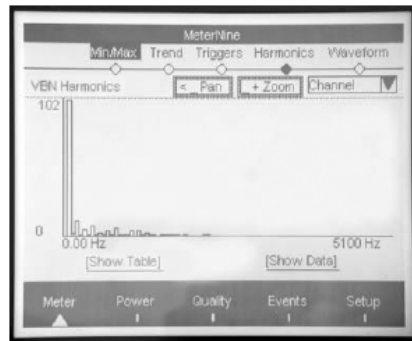 MeterNine
Min/Max Trend Triggers Harmonics Waveform
VBN Harmonics < Pan + Zoom Channel
102
0
0.00 Hz 5100 Hz
[Show Table] [Show Data]
Meter Power Quality Events Setup